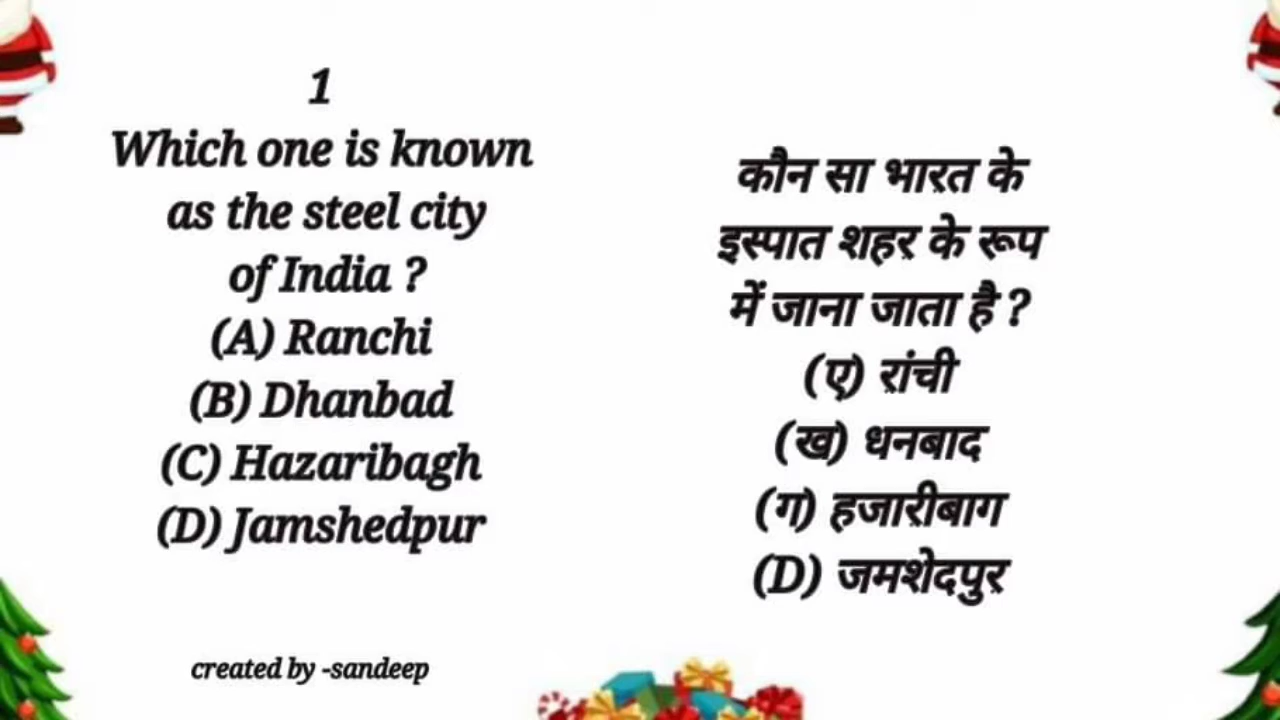 1
Which one is known
as the steel city
of India ?
(A) Ranchi
(B) Dhanbad
(C) Hazaribagh
(D) Jamshedpur
created by -sandeep
कौन सा भारत के
इस्पात शहर के रूप
में जाना जाता है ?
(ए) रांची
(ख) धनबाद
(ग) हजारीबाग
(D) जमशेदपुर